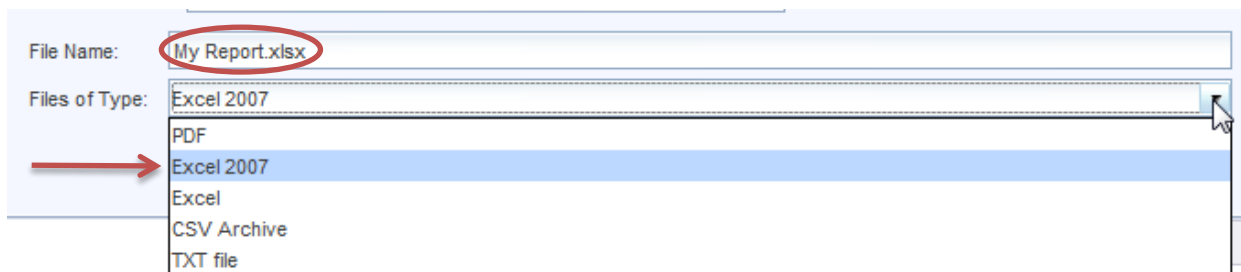 File Name: My Report.xlsx
Files of Type: Excel 2007
PDF
Excel 2007
Excel
CSV Archive
TXT file